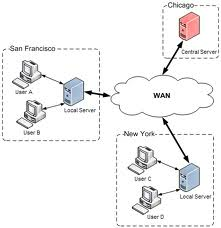 Chicago
Central Server
San Francisco
User A
Local Server
User B
WAN
New York
User C
Local Server
User D